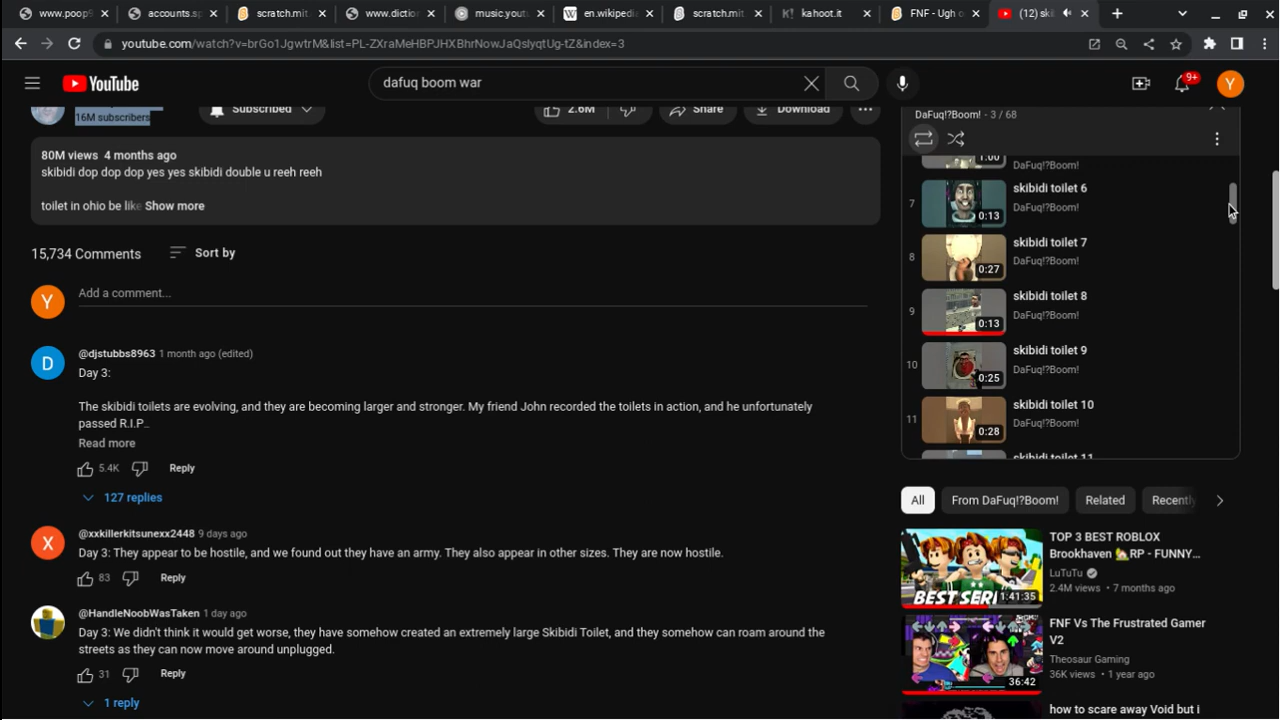 www.poop9
accounts.sp
scratch.mit.
www.dictior
music.yout
en.wikipedi
scratch.mit.
kahoot.it
FNF - Ugh o
(12) ski
youtube.com/watch?v=brGo1JgwtrM&list=PL-ZXraMeHBPJHXBhrNowJaQslyqtUg-tZ&index=3
YouTube
dafuq boom war
9+
Y
16M subscribers
Subscribed
2.6M
Share
Download
80M views 4 months ago
skibidi dop dop dop yes yes skibidi double u reeh reeh
toilet in ohio be like Show more
15,734 Comments
Sort by
Y
Add a comment...
D
@djstubbs8963 1 month ago (edited)
Day 3:
The skibidi toilets are evolving, and they are becoming larger and stronger. My friend John recorded the toilets in action, and he unfortunately
passed R.I.P...
Read more
5.4K
Reply
127 replies
X
@xxkillerkitsunexx2448 9 days ago
Day 3: They appear to be hostile, and we found out they have an army. They also appear in other sizes. They are now hostile.
83
Reply
@HandleNoobWasTaken 1 day ago
Day 3: We didn't think it would get worse, they have somehow created an extremely large Skibidi Toilet, and they somehow can roam around the
streets as they can now move around unplugged.
31
Reply
1 reply
DaFuq!?Boom! - 3 / 68
1:00
DaFuq!?Boom!
7
0:13
skibidi toilet 6
DaFuq!?Boom!
8
0:27
skibidi toilet 7
DaFuq!?Boom!
9
0:13
skibidi toilet 8
DaFuq!?Boom!
10
0:25
skibidi toilet 9
DaFuq!?Boom!
11
0:28
skibidi toilet 10
DaFuq!?Boom!
skibidi toilet 11
All
From DaFuq!?Boom!
Related
Recently
BEST SERI
1:41:35
TOP 3 BEST ROBLOX
Brookhaven 🏡RP - FUNNY...
LuTuTu
2.4M views • 7 months ago
36:42
FNF Vs The Frustrated Gamer
V2
Theosaur Gaming
36K views • 1 year ago
how to scare away Void but i